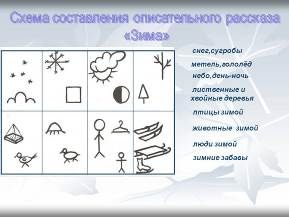 Схема составления описательного рассказа
«Зима»
снег,сугробы
метель,гололёд
небо,день-ночь
лиственные и
хвойные деревья
птицы зимой
животные зимой
люди зимой
зимние забавы